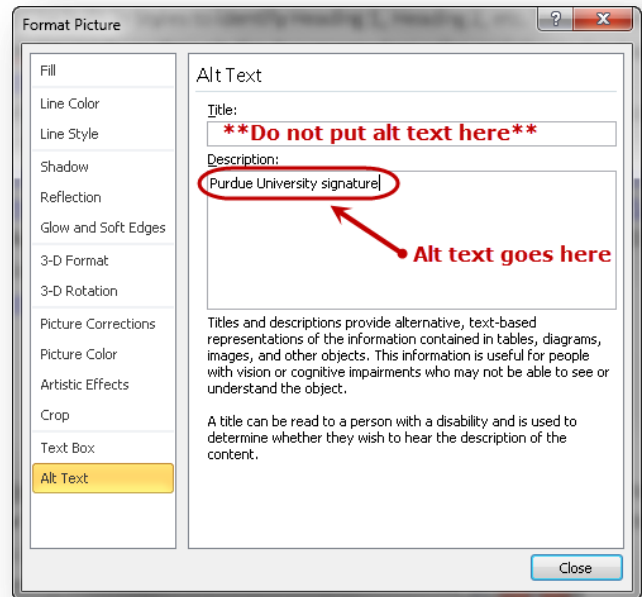 Format Picture
?
X
Fill
Line Color
Line Style
Shadow
Reflection
Glow and Soft Edges
3-D Format
3-D Rotation
Picture Corrections
Picture Color
Artistic Effects
Crop
Text Box
Alt Text
Alt Text
Title:
**Do not put alt text here**
Description:
Purdue University signature
Alt text goes here
Titles and descriptions provide alternative, text-based
representations of the information contained in tables, diagrams,
images, and other objects. This information is useful for people
with vision or cognitive impairments who may not be able to see or
understand the object.
A title can be read to a person with a disability and is used to
determine whether they wish to hear the description of the
content.
Close